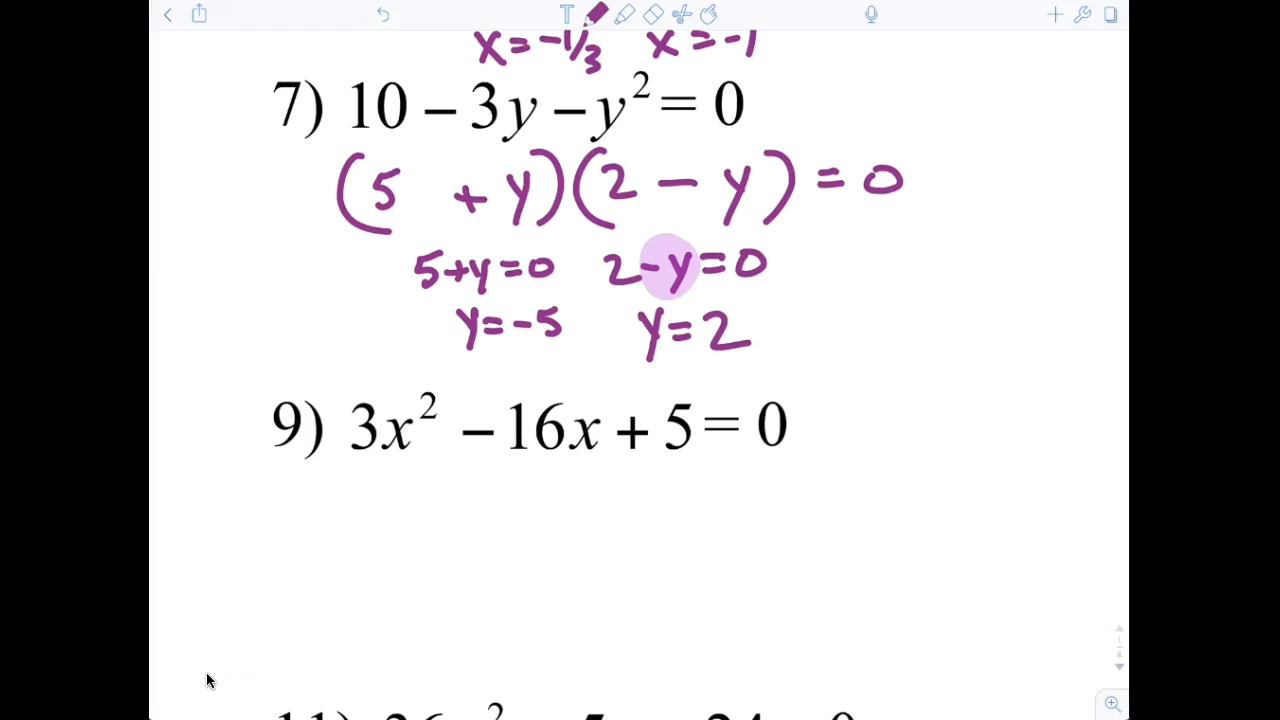 x = -1/3 x = -1
7) 10 − 3y − y² = 0
(5 + y)(2 − y) = 0
5+y=0 2−y=0
y=-5 y=2
9) 3x² − 16x + 5 = 0